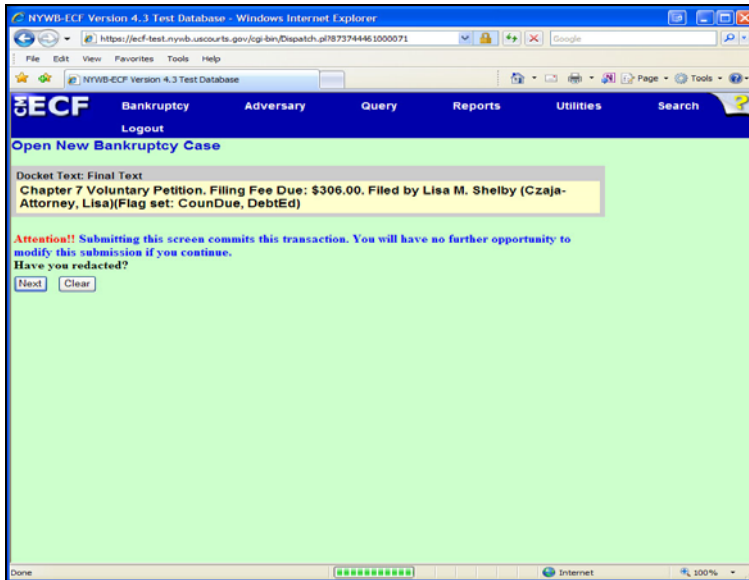 NYWB-ECF Version 4.3 Test Database - Windows Internet Explorer
https://ecf-test.nywb.uscourts.gov/cgi-bin/Dispatch.pl?873744461000071
Google
File Edit View Favorites Tools Help
NYWB-ECF Version 4.3 Test Database
Page Tools
CM ECF Bankruptcy Adversary Query Reports Utilities Search ?
Logout
Open New Bankruptcy Case
Docket Text: Final Text
Chapter 7 Voluntary Petition. Filing Fee Due: $306.00. Filed by Lisa M. Shelby (Czaja-
Attorney, Lisa)(Flag set: CounDue, DebtEd)
Attention!! Submitting this screen commits this transaction. You will have no further opportunity to
modify this submission if you continue.
Have you redacted?
Next Clear
Done Internet 100%